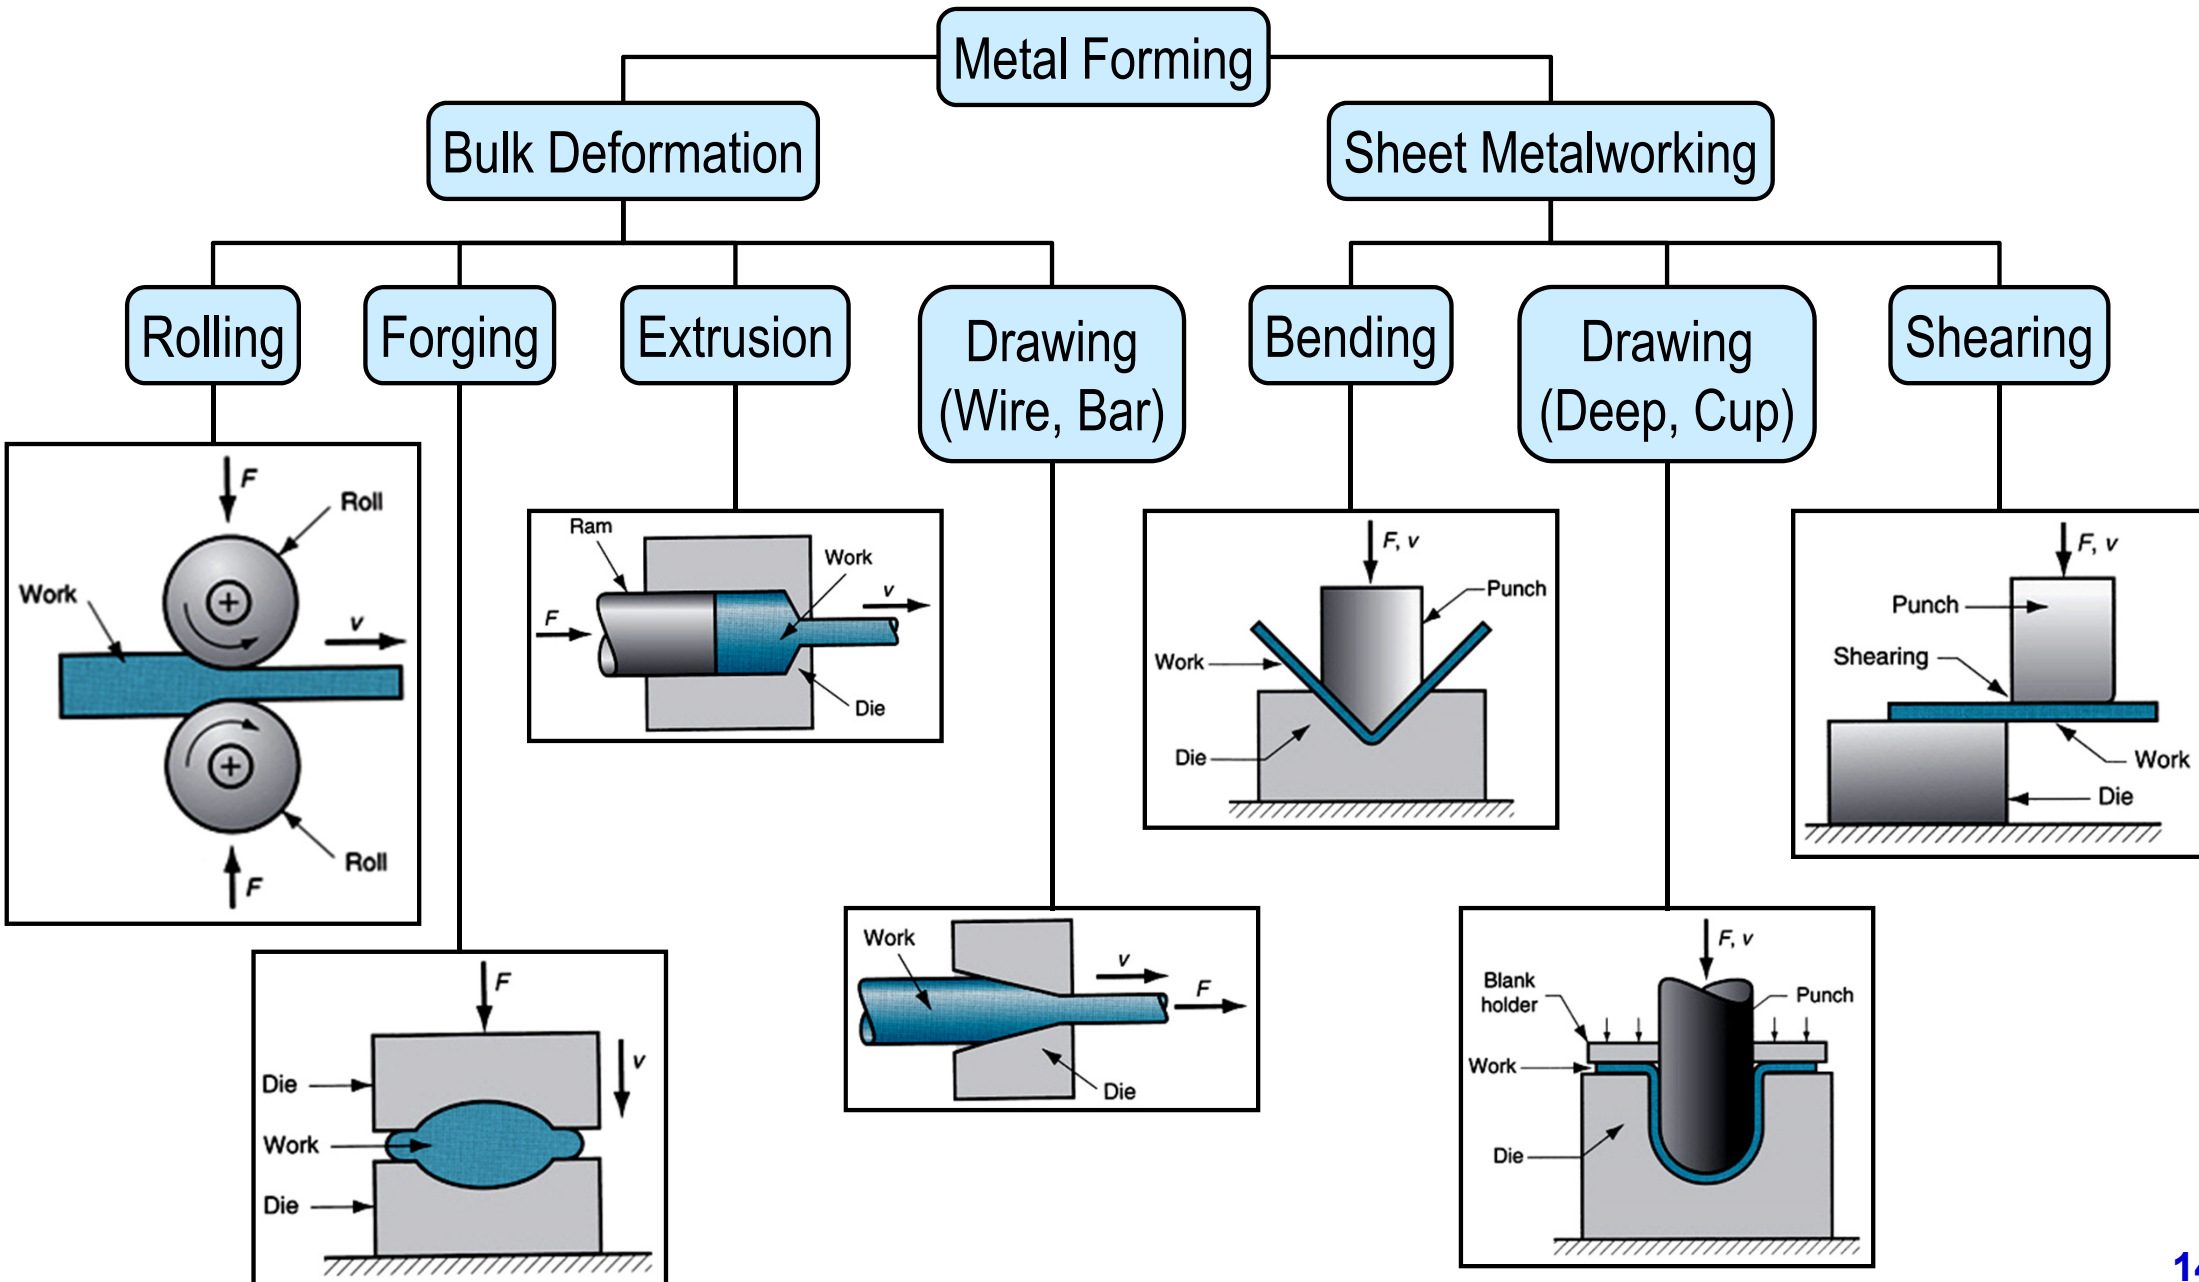 Metal Forming
Bulk Deformation
Sheet Metalworking
Rolling
Forging
Extrusion
Drawing
(Wire, Bar)
Bending
Drawing
(Deep, Cup)
Shearing
F
Roll
Work
v
Roll
F
F
v
Die
Work
Die
Ram
Work
v
F
Die
Work
v
F
Die
F, v
Punch
Work
Die
F, v
Blank
holder
Punch
Work
Die
F, v
Punch
Shearing
Work
Die